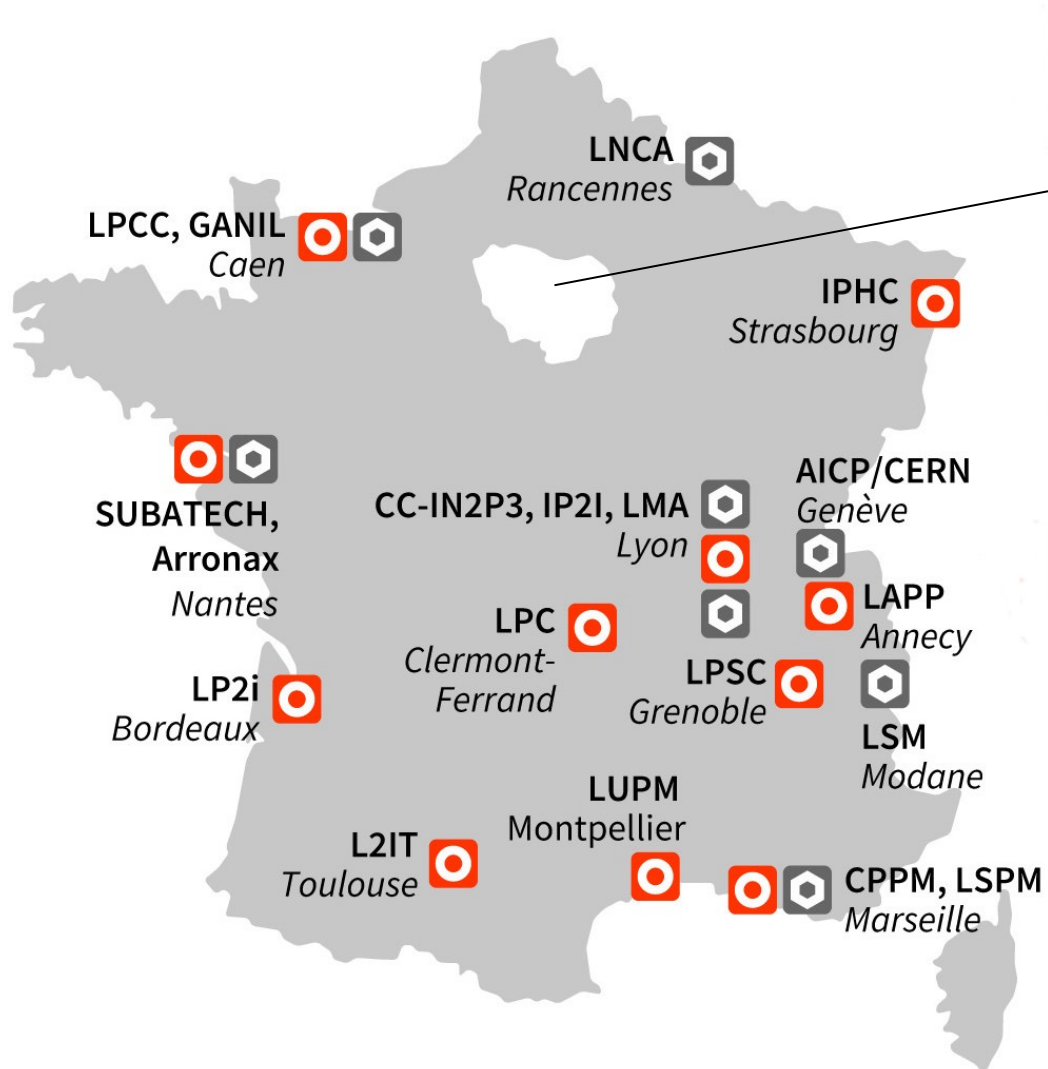 LNCA
Rancennes
LPCC, GANIL
Caen
IPHC
Strasbourg
SUBATECH,
Arronax
Nantes
CC-IN2P3, IP2I, LMA
Lyon
AICP/CERN
Genève
LAPP
Annecy
LPC
Clermont-
Ferrand
LPSC
Grenoble
LSM
Modane
LP2i
Bordeaux
LUPM
Montpellier
L2IT
Toulouse
CPPM, LSPM
Marseille